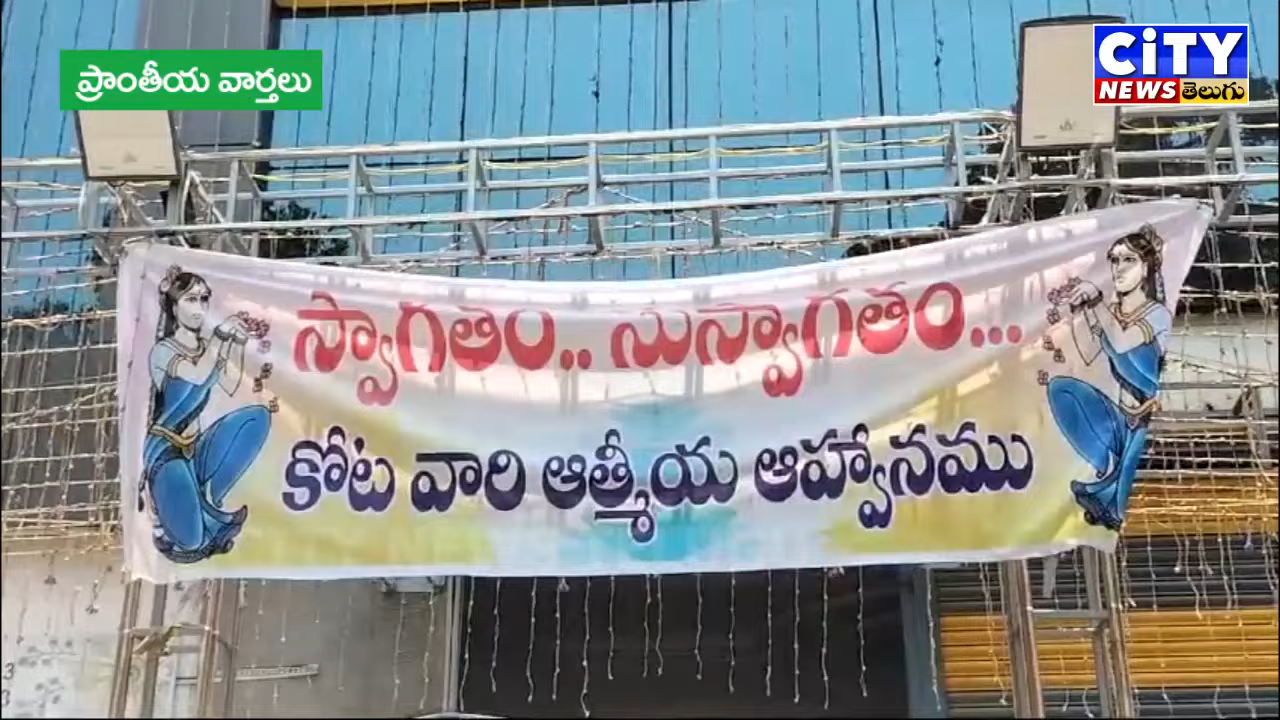 ప్రాంతీయ వార్తలు
CiTY
NEWS తెలుగు
స్వాగతం.. సుస్వాగతం...
కోట వారి ఆత్మీయ ఆహ్వానము